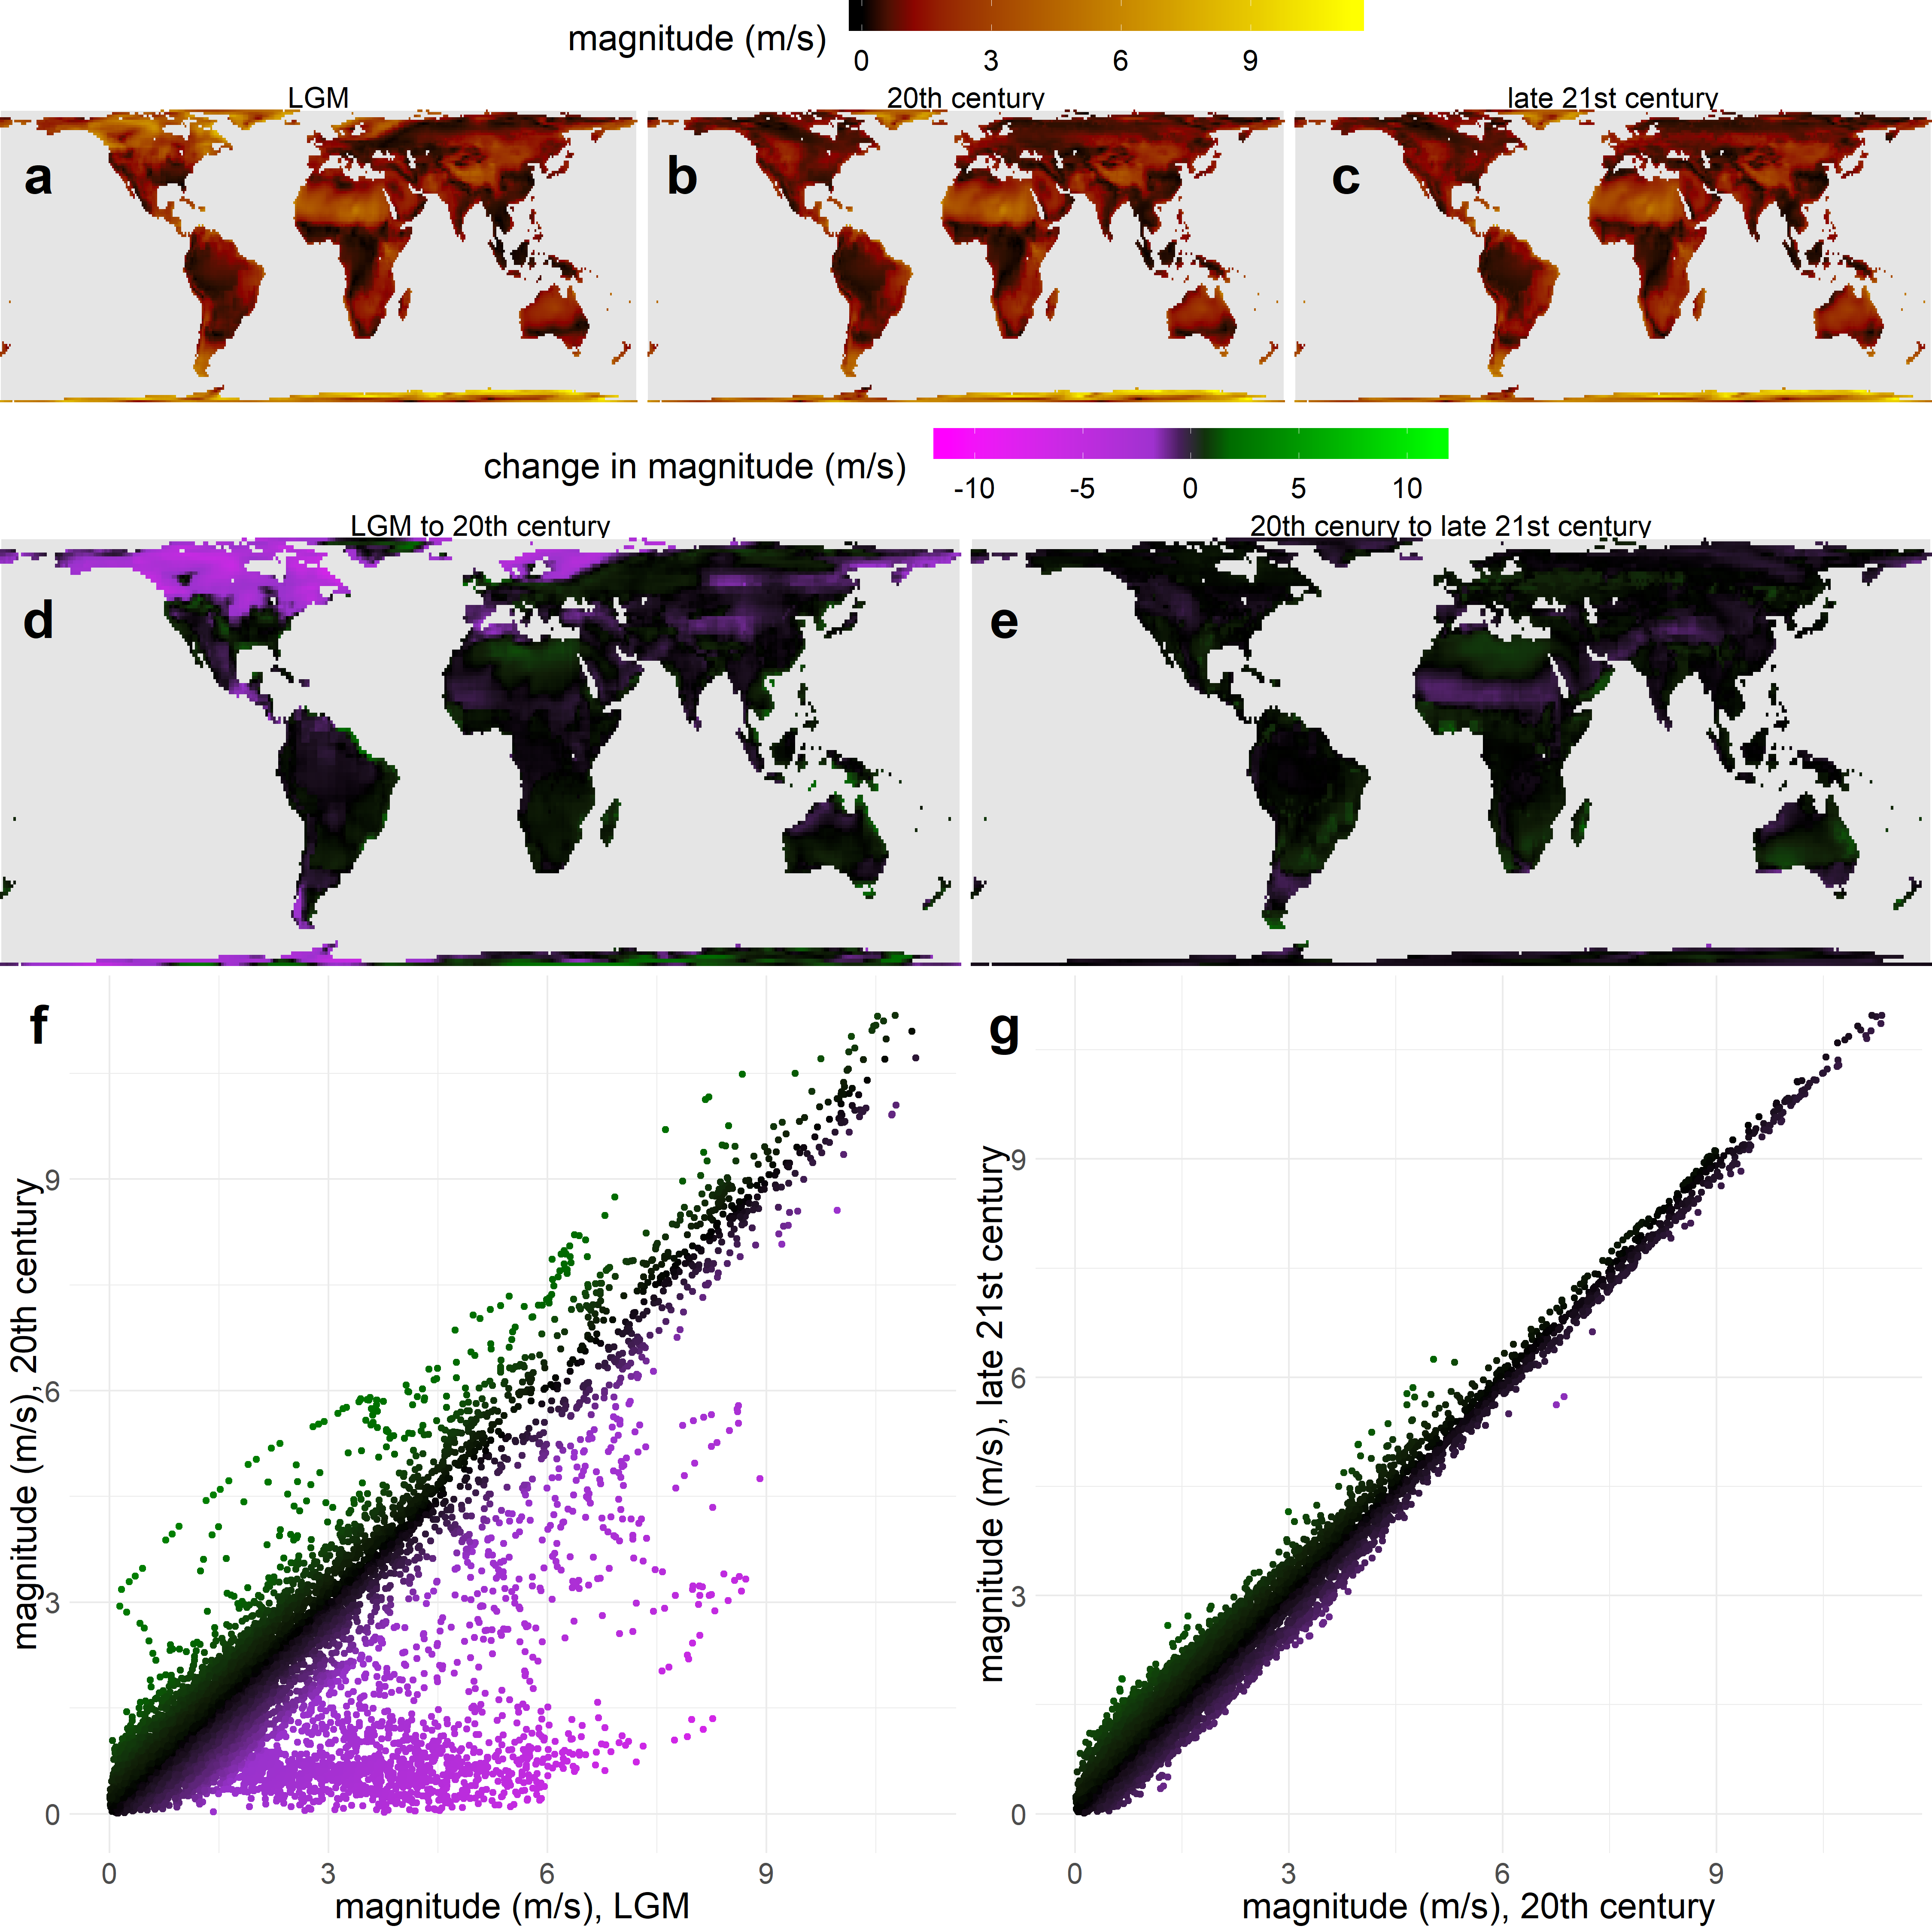 magnitude (m/s)
0 3 6 9
LGM 20th century late 21st century
a b c
change in magnitude (m/s)
-10 -5 0 5 10
LGM to 20th century 20th cenury to late 21st century
d e
f g
magnitude (m/s), 20th century
9
6
3
0
0 3 6 9
magnitude (m/s), LGM
magnitude (m/s), late 21st century
9
6
3
0
0 3 6 9
magnitude (m/s), 20th century